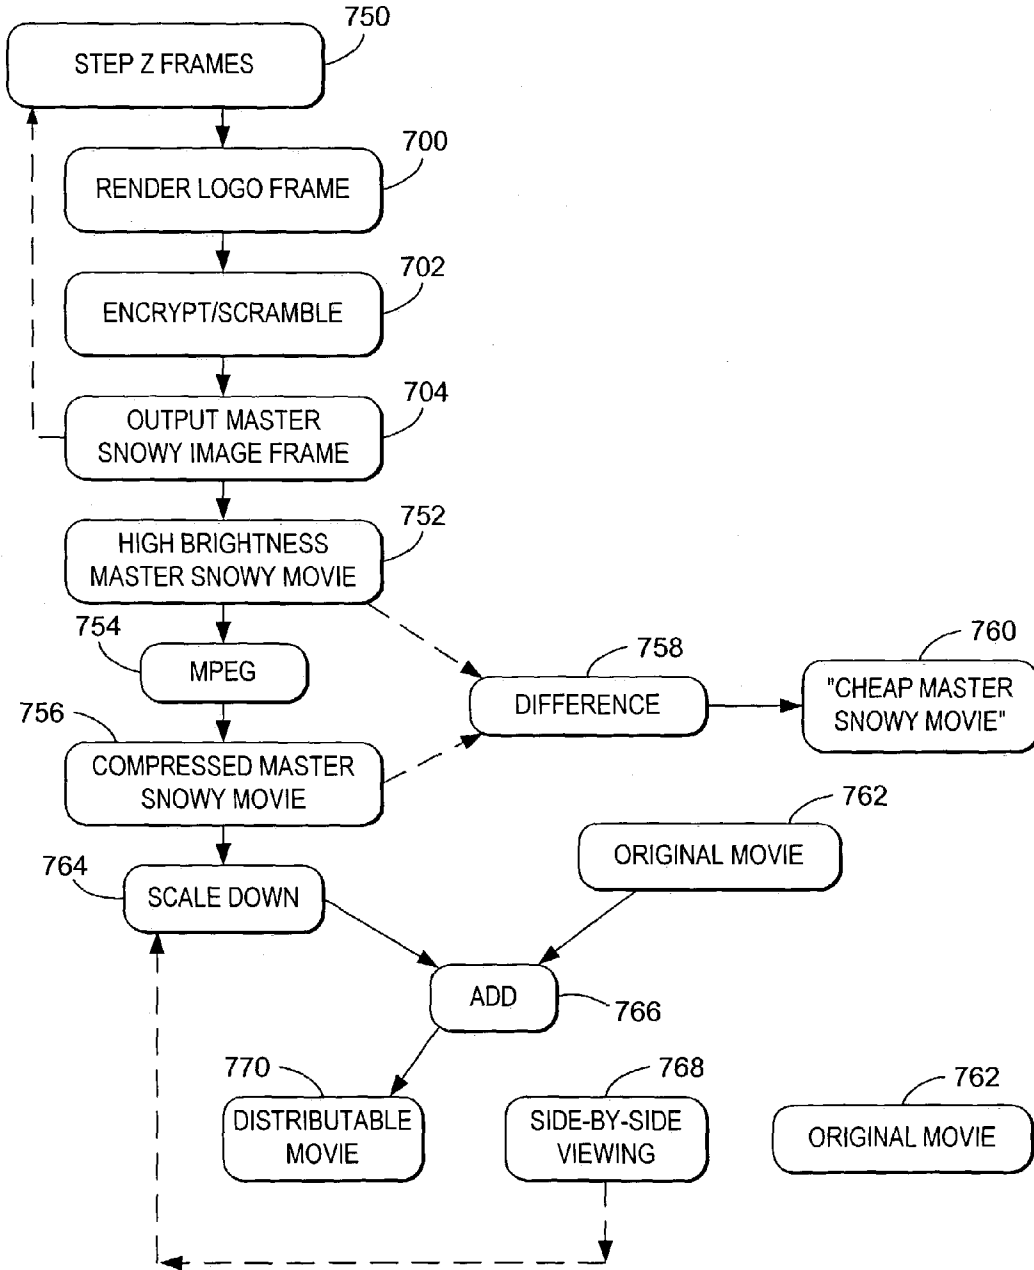 750
STEP Z FRAMES
700
RENDER LOGO FRAME
702
ENCRYPT/SCRAMBLE
704
OUTPUT MASTER
SNOWY IMAGE FRAME
752
HIGH BRIGHTNESS
MASTER SNOWY MOVIE
754
MPEG
758
DIFFERENCE
760
"CHEAP MASTER
SNOWY MOVIE"
756
COMPRESSED MASTER
SNOWY MOVIE
762
ORIGINAL MOVIE
764
SCALE DOWN
ADD
766
770
DISTRIBUTABLE
MOVIE
768
SIDE-BY-SIDE
VIEWING
762
ORIGINAL MOVIE